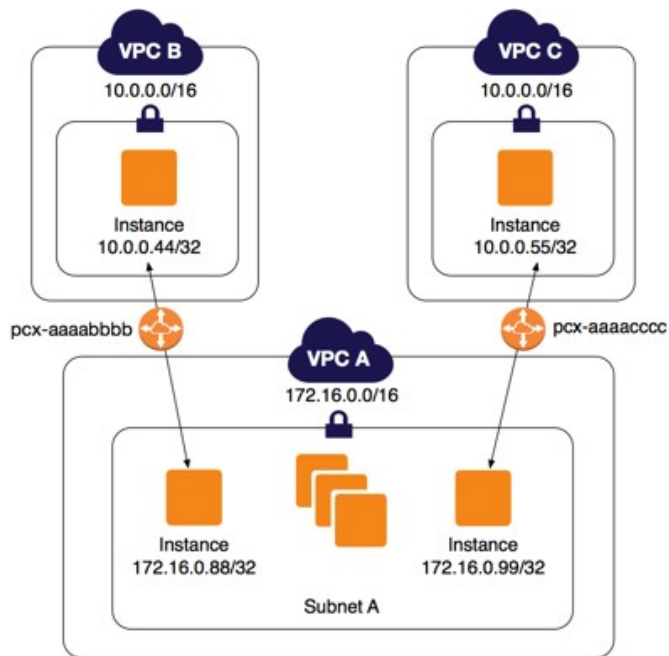 VPC B
10.0.0.0/16
Instance
10.0.0.44/32
VPC C
10.0.0.0/16
Instance
10.0.0.55/32
pcx-aaaabbbb
pcx-aaaacccc
VPC A
172.16.0.0/16
Instance
172.16.0.88/32
Instance
172.16.0.99/32
Subnet A